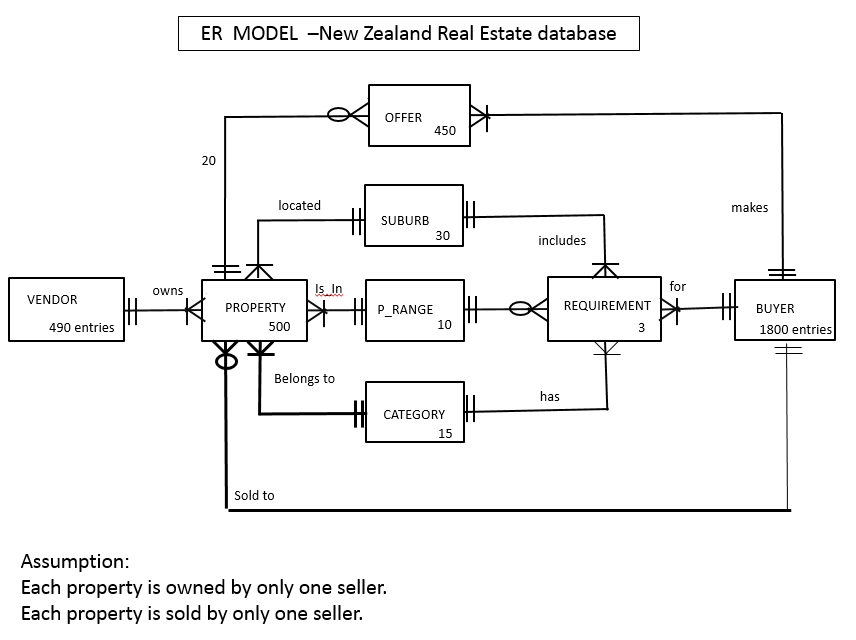 ER MODEL –New Zealand Real Estate database
OFFER
450
20
located
SUBURB
30
makes
includes
VENDOR
490 entries
owns
PROPERTY
500
Is_In
P_RANGE
10
REQUIREMENT
3
for
BUYER
1800 entries
Belongs to
CATEGORY
15
has
Sold to
Assumption:
Each property is owned by only one seller.
Each property is sold by only one seller.